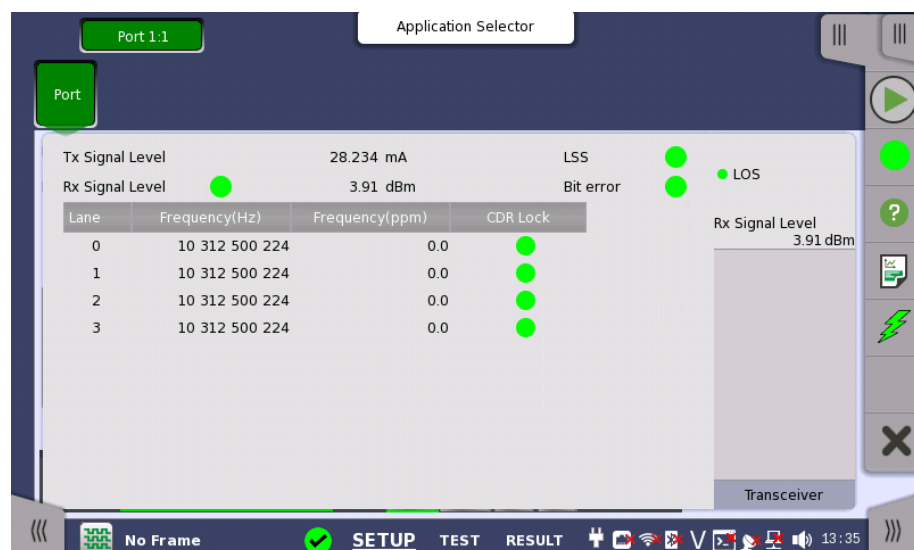 Port 1:1
Application Selector
Port
Tx Signal Level 28.234 mA LSS
Rx Signal Level 3.91 dBm Bit error
LOS
Lane Frequency(Hz) Frequency(ppm) CDR Lock
0 10 312 500 224 0.0
1 10 312 500 224 0.0
2 10 312 500 224 0.0
3 10 312 500 224 0.0
Rx Signal Level
3.91 dBm
Transceiver
No Frame SETUP TEST RESULT 13:35